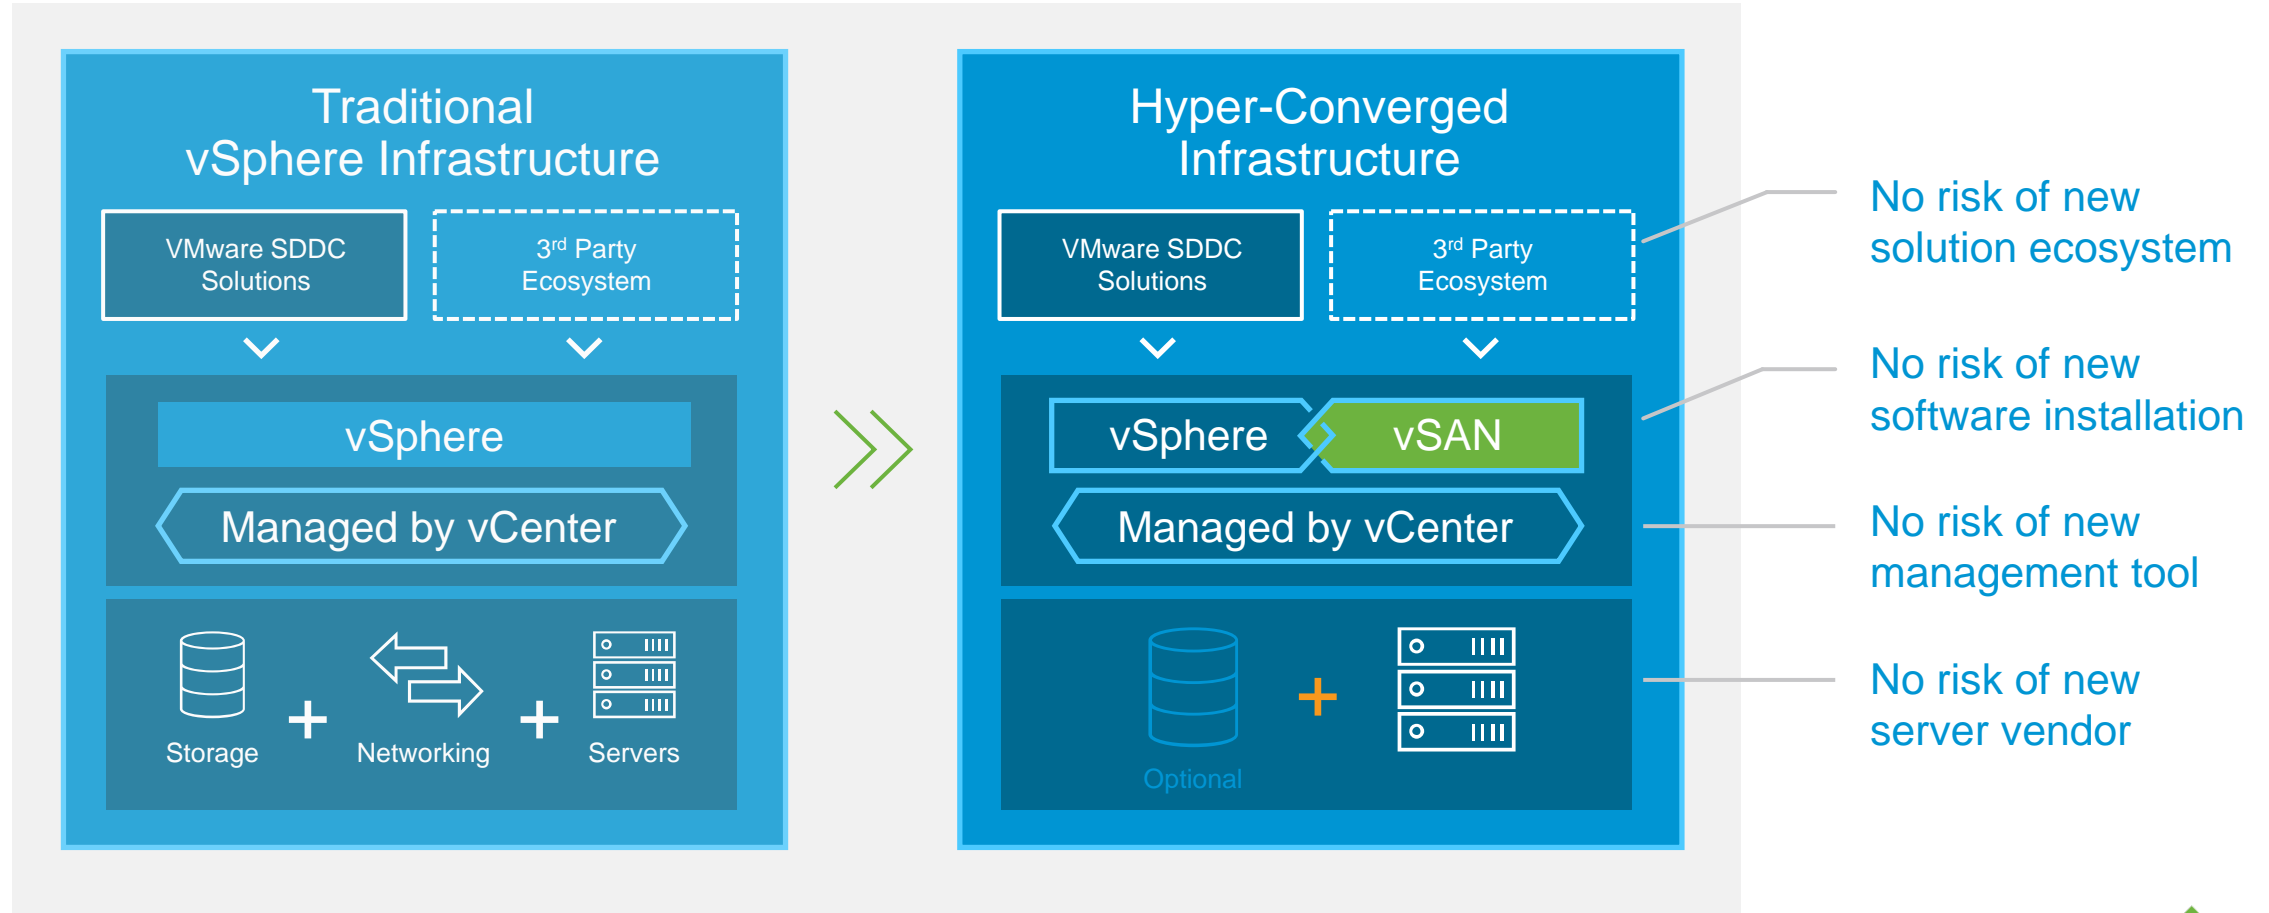 Traditional
vSphere Infrastructure
VMware SDDC
Solutions
3rd Party
Ecosystem
vSphere
Managed by vCenter
Storage
Networking
Servers
Hyper-Converged
Infrastructure
VMware SDDC
Solutions
3rd Party
Ecosystem
vSphere
vSAN
Managed by vCenter
Optional
No risk of new
solution ecosystem
No risk of new
software installation
No risk of new
management tool
No risk of new
server vendor